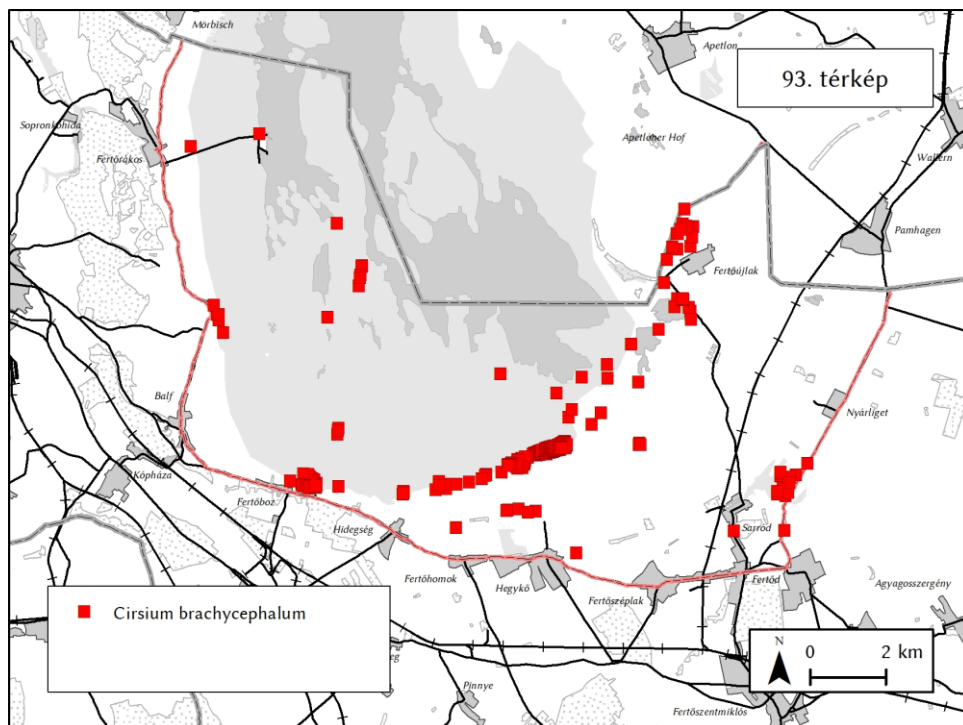 Mörbisch
Apetlon
93. térkép
Sopronkőhida
Fertőrákos
Apetloner Hof
Wallern
Pamhagen
Fertőújlak
Balf
Nyárliget
Kópháza
Fertőboz
Hidegség
Sarród
Fertőhomok
Hegykő
Fertőszéplak
Fertőd
Agyagosszergény
Cirsium brachycephalum
N
0 2 km
Pinnye
Fertőszentmiklós